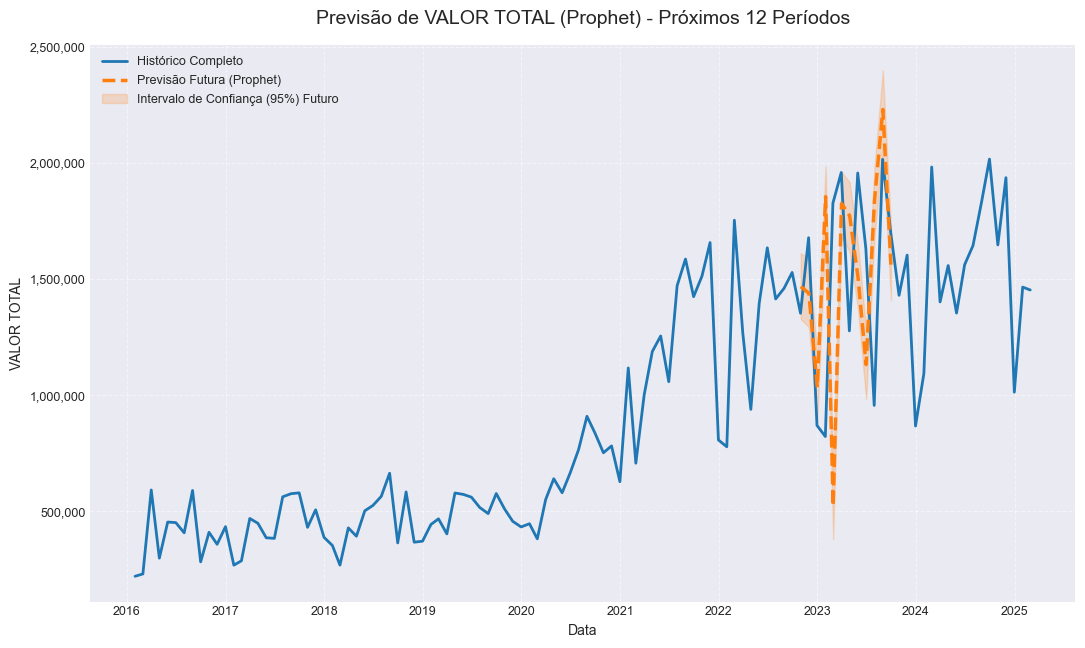 Previsão de VALOR TOTAL (Prophet) - Próximos 12 Períodos
2,500,000
2,000,000
1,500,000
1,000,000
500,000
VALOR TOTAL
Histórico Completo
Previsão Futura (Prophet)
Intervalo de Confiança (95%) Futuro
2016 2017 2018 2019 2020 2021 2022 2023 2024 2025
Data